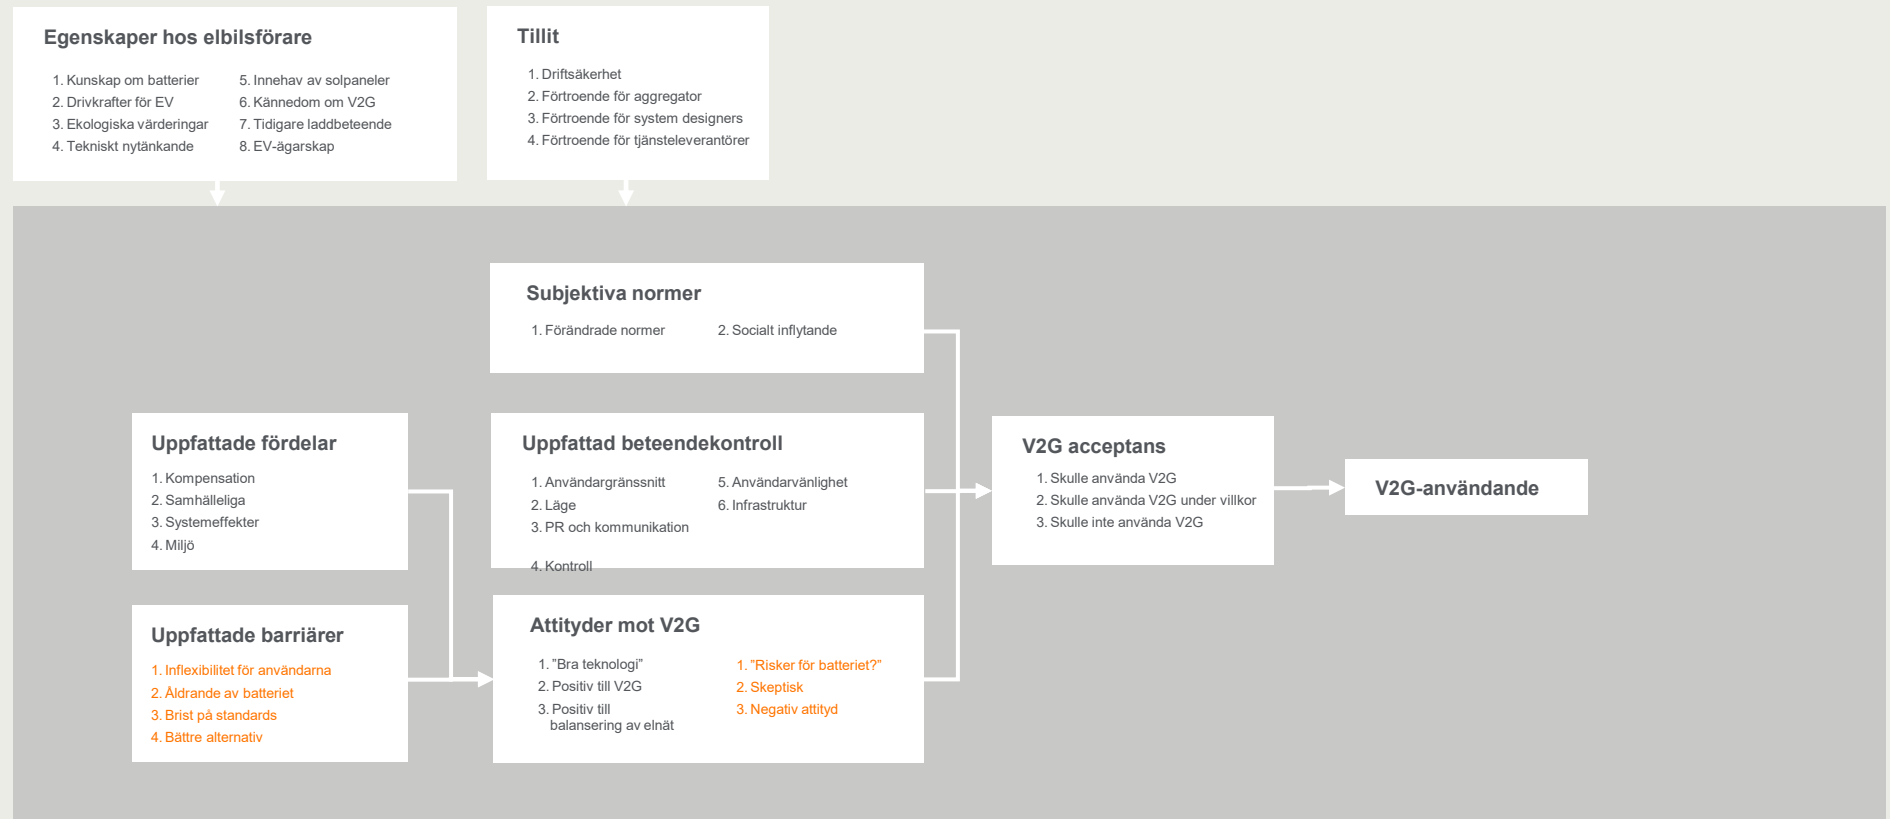 Egenskaper hos elbilsförare
1. Kunskap om batterier
2. Drivkrafter för EV
3. Ekologiska värderingar
4. Tekniskt nytänkande
5. Innehav av solpaneler
6. Kännedom om V2G
7. Tidigare laddbeteende
8. EV-ägarskap
Tillit
1. Driftsäkerhet
2. Förtroende för aggregator
3. Förtroende för system designers
4. Förtroende för tjänsteleverantörer
Subjektiva normer
1. Förändrade normer
2. Socialt inflytande
Uppfattade fördelar
1. Kompensation
2. Samhälleliga
3. Systemeffekter
4. Miljö
Uppfattad beteendekontroll
1. Användargränssnitt
2. Läge
3. PR och kommunikation
4. Kontroll
5. Användarvänlighet
6. Infrastruktur
V2G acceptans
1. Skulle använda V2G
2. Skulle använda V2G under villkor
3. Skulle inte använda V2G
V2G-användande
Uppfattade barriärer
1. Inflexibilitet för användarna
2. Åldrande av batteriet
3. Brist på standards
4. Bättre alternativ
Attityder mot V2G
1. ”Bra teknologi”
2. Positiv till V2G
3. Positiv till
balansering av elnät
1. ”Risker för batteriet?”
2. Skeptisk
3. Negativ attityd